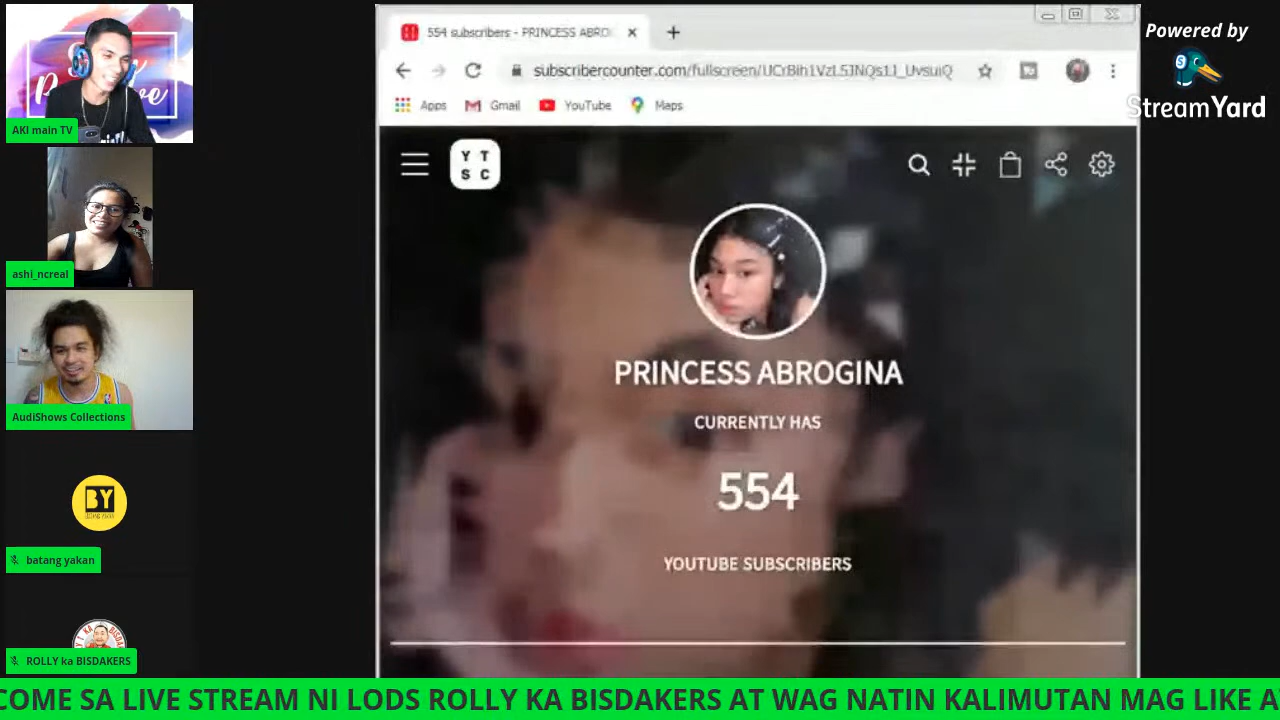 AKI main TV
ashi_ncreal
AudiShows Collections
BY
batang yakan
ROLLY ka BISDAKERS
554 subscribers - PRINCESS ABRO
subscribercounter.com/fullscreen/UCrBih1VzL5JNQs1J_UvsuiQ
Apps
Gmail
YouTube
Maps
Y T
S C
PRINCESS ABROGINA
CURRENTLY HAS
554
YOUTUBE SUBSCRIBERS
Powered by
StreamYard
COME SA LIVE STREAM NI LODS ROLLY KA BISDAKERS AT WAG NATIN KALIMUTAN MAG LIKE A